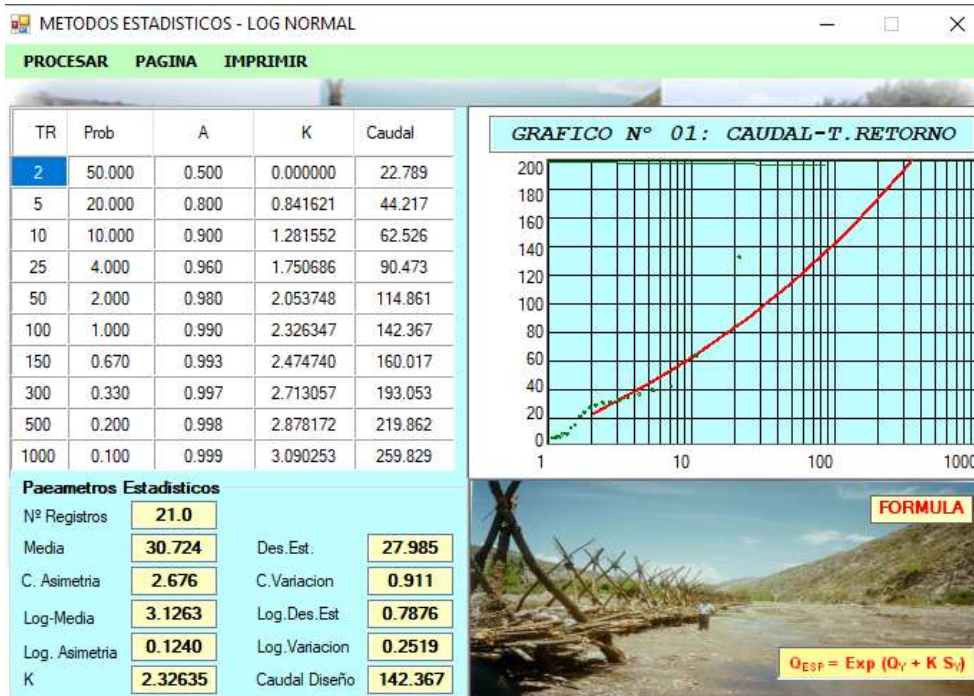 METODOS ESTADISTICOS - LOG NORMAL
PROCESAR PAGINA IMPRIMIR
TR Prob A K Caudal
2 50.000 0.500 0.000000 22.789
5 20.000 0.800 0.841621 44.217
10 10.000 0.900 1.281552 62.526
25 4.000 0.960 1.750686 90.473
50 2.000 0.980 2.053748 114.861
100 1.000 0.990 2.326347 142.367
150 0.670 0.993 2.474740 160.017
300 0.330 0.997 2.713057 193.053
500 0.200 0.998 2.878172 219.862
1000 0.100 0.999 3.090253 259.829
GRAFICO Nº 01: CAUDAL-T.RETORNO
200
180
160
140
120
100
80
60
40
20
0
1 10 100 1000
Paeametros Estadisticos
Nº Registros 21.0
Media 30.724 Des.Est. 27.985
C. Asimetria 2.676 C.Variacion 0.911
Log-Media 3.1263 Log.Des.Est 0.7876
Log. Asimetria 0.1240 Log.Variacion 0.2519
K 2.32635 Caudal Diseño 142.367
FORMULA
Q_ESP = Exp (Q_Y + K S_Y)